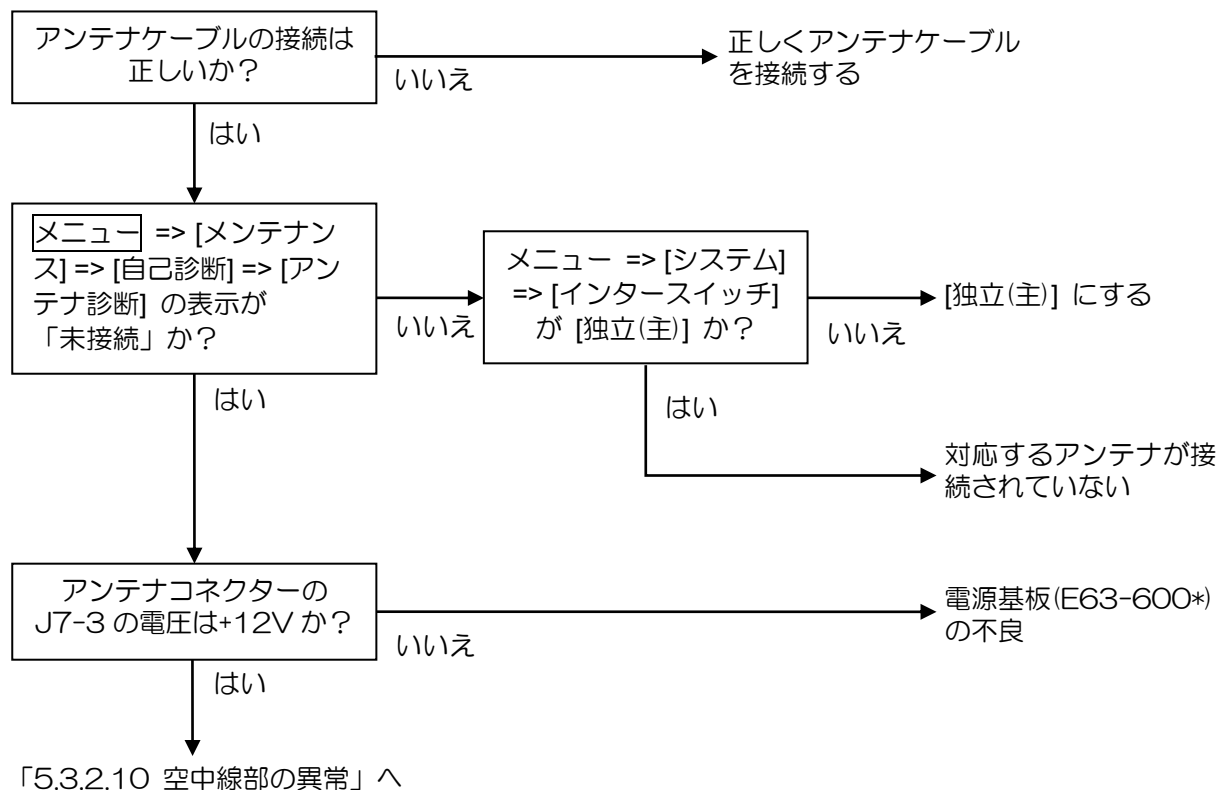 アンテナケーブルの接続は
正しいか？
いいえ
正しくアンテナケーブル
を接続する
はい
メニュー => [メンテナン
ス] => [自己診断] => [アン
テナ診断] の表示が
「未接続」か？
いいえ
メニュー => [システム]
=> [インタースイッチ]
が [独立(主)] か？
いいえ
[独立(主)] にする
はい
はい
対応するアンテナが接
続されていない
アンテナコネクターの
J7-3 の電圧は+12V か？
いいえ
電源基板(E63-600*)
の不良
はい
「5.3.2.10 空中線部の異常」へ